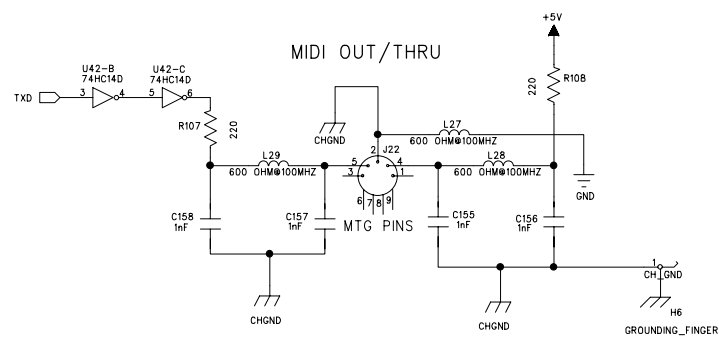 +5V
MIDI OUT/THRU
U42-B
74HC14D
U42-C
74HC14D
TXD
3
4
5
6
R107
220
220
R108
CHGND
L27
600 OHM@100MHZ
GND
L29
600 OHM@100MHZ
2
J22
5
4
3
1
6
7
8
9
MTG PINS
L28
600 OHM@100MHZ
C158
1nF
C157
1nF
C155
1nF
C156
1nF
CHGND
CHGND
1
CH_GND
H6
GROUNDING_FINGER